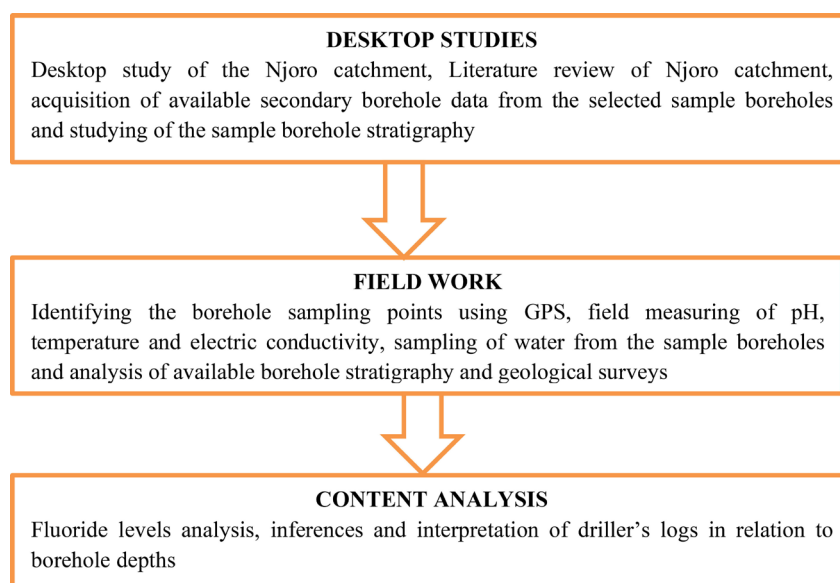 DESKTOP STUDIES
Desktop study of the Njoro catchment, Literature review of Njoro catchment,
acquisition of available secondary borehole data from the selected sample boreholes
and studying of the sample borehole stratigraphy
FIELD WORK
Identifying the borehole sampling points using GPS, field measuring of pH,
temperature and electric conductivity, sampling of water from the sample boreholes
and analysis of available borehole stratigraphy and geological surveys
CONTENT ANALYSIS
Fluoride levels analysis, inferences and interpretation of driller’s logs in relation to
borehole depths